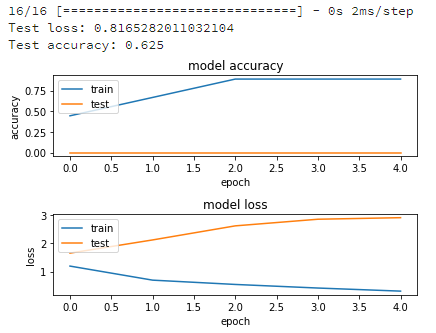 16/16 [==============================] - 0s 2ms/step
Test loss: 0.8165282011032104
Test accuracy: 0.625
model accuracy
train
test
accuracy
0.75
0.50
0.25
0.00
0.0 0.5 1.0 1.5 2.0 2.5 3.0 3.5 4.0
epoch
model loss
train
test
loss
3
2
1
0.0 0.5 1.0 1.5 2.0 2.5 3.0 3.5 4.0
epoch